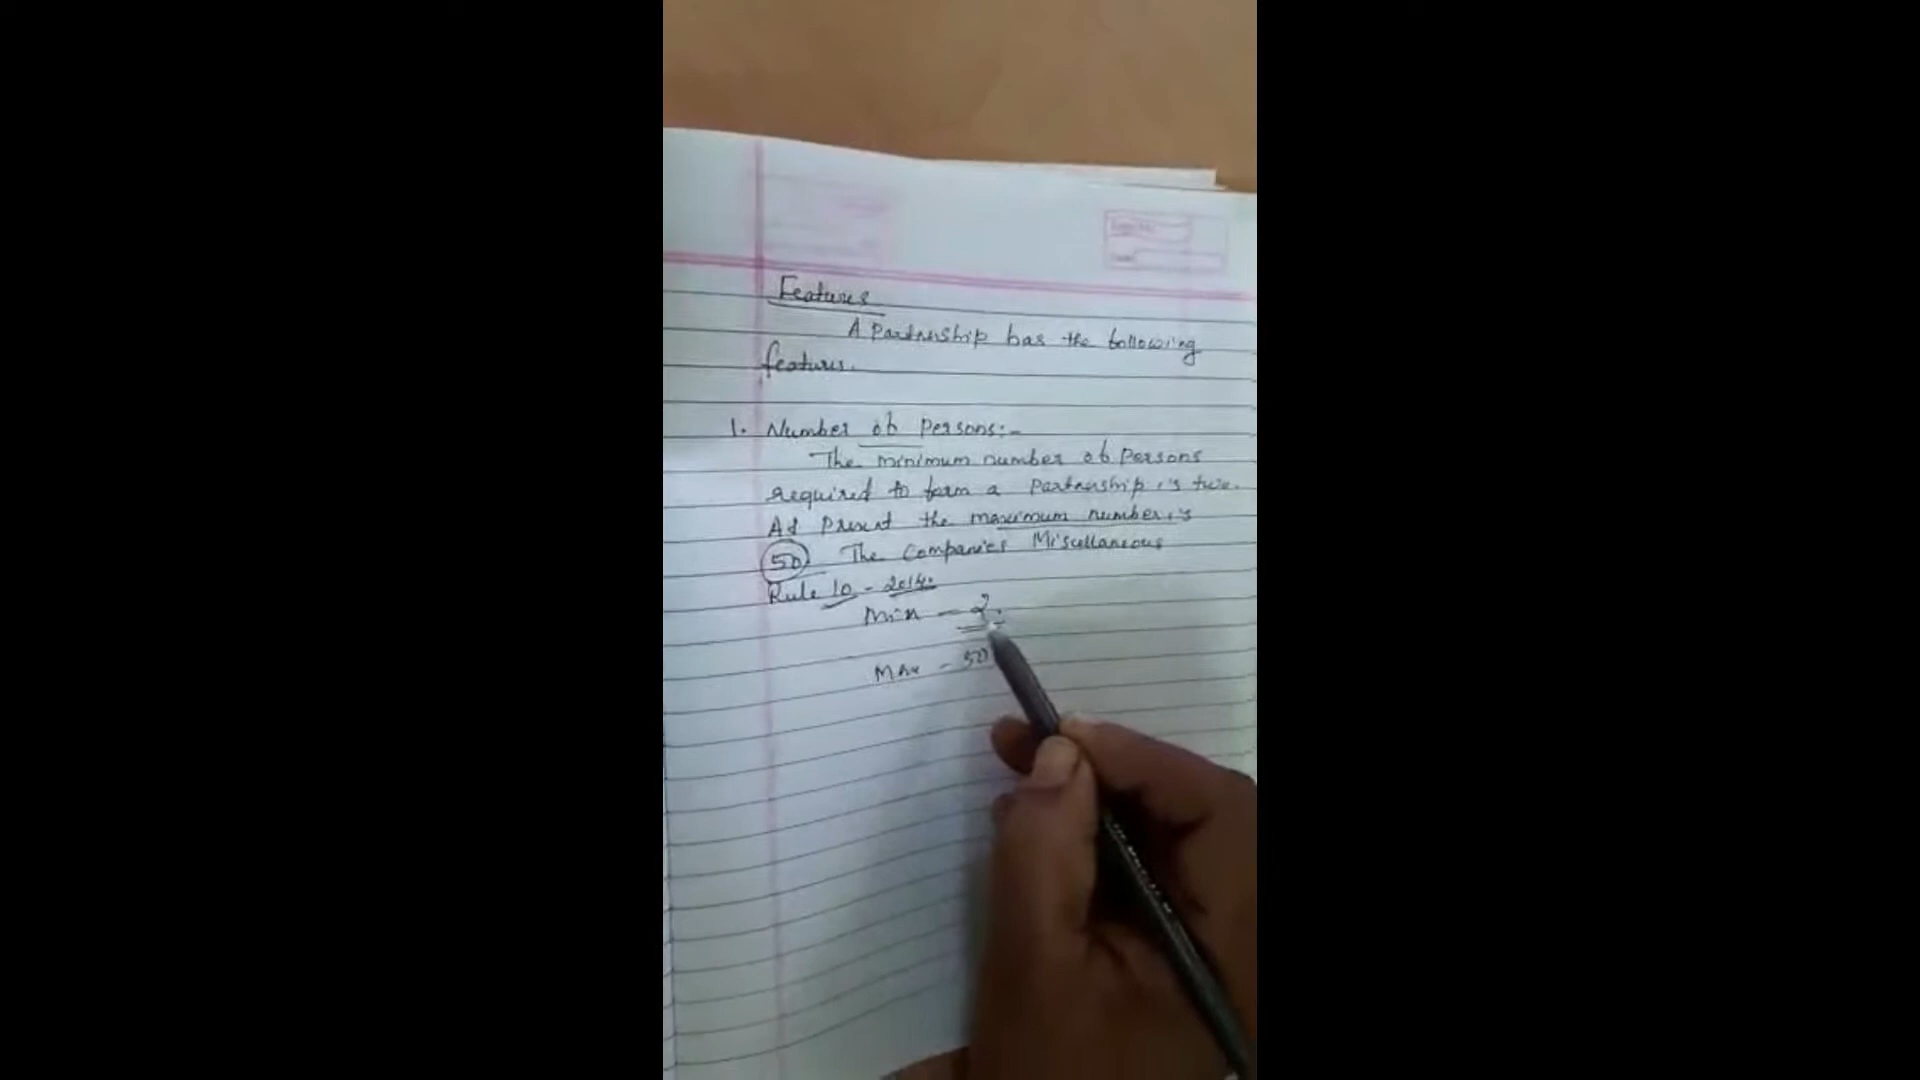 Features
A Partnership has the following
features.
1. Number of Persons:-
The minimum number of Persons
required to form a Partnership is two.
At Present the maximum number is
50 The Companies Miscellaneous
Rule 10 - 2014.
Min - 2.
Max - 50